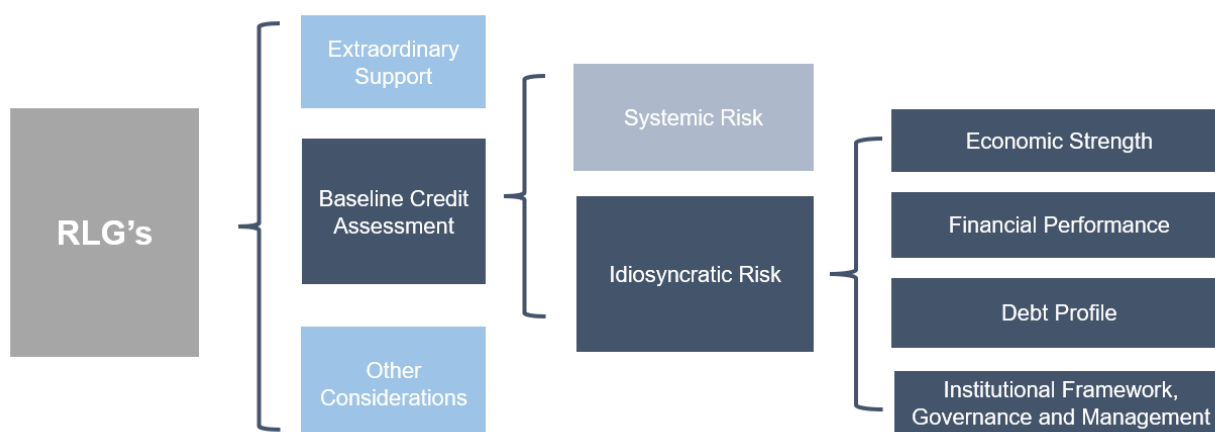 RLG's
Extraordinary
Support
Baseline Credit
Assessment
Other
Considerations
Systemic Risk
Idiosyncratic Risk
Economic Strength
Financial Performance
Debt Profile
Institutional Framework,
Governance and Management